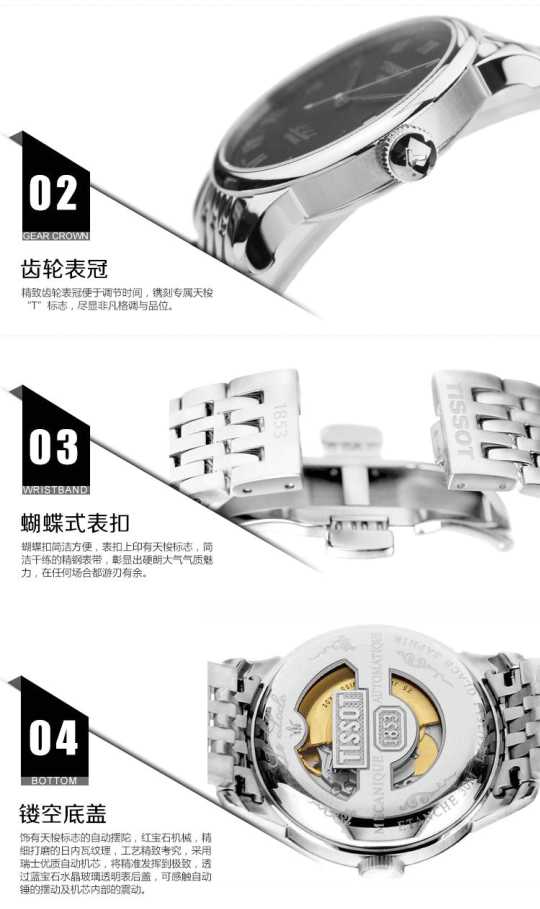 02
GEAR CROWN
齿轮表冠
精致齿轮表冠便于调节时间，镌刻专属天梭
“T”标志，尽显非凡格调与品位。
03
WRISTBAND
1853
TISSOT
蝴蝶式表扣
蝴蝶扣简洁方便，表扣上印有天梭标志，简
洁干练的精钢表带，彰显出硬朗大气气质魅
力，在任何场合都游刃有余。
04
BOTTOM
TISSOT
1853
MECANIQUE AUTOMATIQUE
GLACE SAPHIR
ETANCHE
镂空底盖
饰有天梭标志的自动摆陀，红宝石机械，精
细打磨的日内瓦纹理，工艺精致考究，采用
瑞士优质自动机芯，将精准发挥到极致，透
过蓝宝石水晶玻璃透明表后盖，可感触自动
锤的摆动及机芯内部的震动。